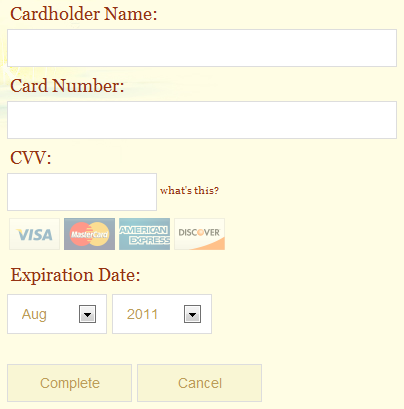 Cardholder Name:
Card Number:
CVV:
what's this?
VISA MasterCard AMERICAN EXPRESS DISCOVER
Expiration Date:
Aug 2011
Complete Cancel